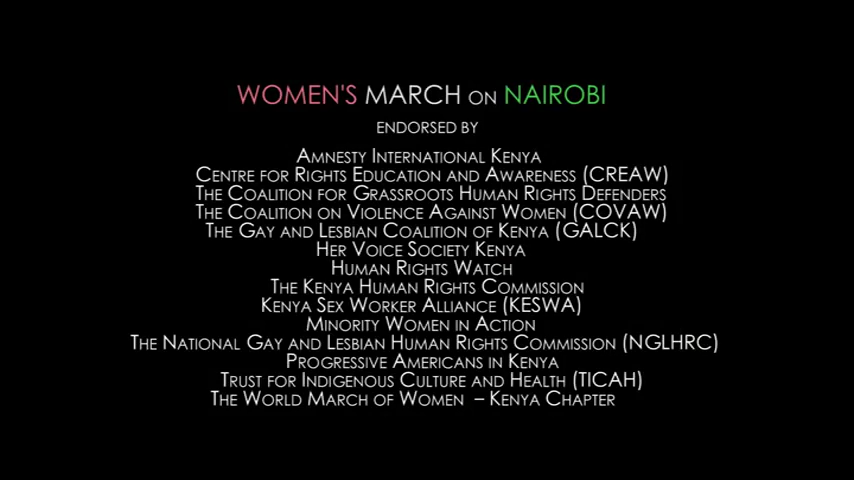 WOMEN'S MARCH ON NAIROBI
ENDORSED BY
AMNESTY INTERNATIONAL KENYA
CENTRE FOR RIGHTS EDUCATION AND AWARENESS (CREAW)
THE COALITION FOR GRASSROOTS HUMAN RIGHTS DEFENDERS
THE COALITION ON VIOLENCE AGAINST WOMEN (COVAW)
THE GAY AND LESBIAN COALITION OF KENYA (GALCK)
HER VOICE SOCIETY KENYA
HUMAN RIGHTS WATCH
THE KENYA HUMAN RIGHTS COMMISSION
KENYA SEX WORKER ALLIANCE (KESWA)
MINORITY WOMEN IN ACTION
THE NATIONAL GAY AND LESBIAN HUMAN RIGHTS COMMISSION (NGLHRC)
PROGRESSIVE AMERICANS IN KENYA
TRUST FOR INDIGENOUS CULTURE AND HEALTH (TICAH)
THE WORLD MARCH OF WOMEN – KENYA CHAPTER